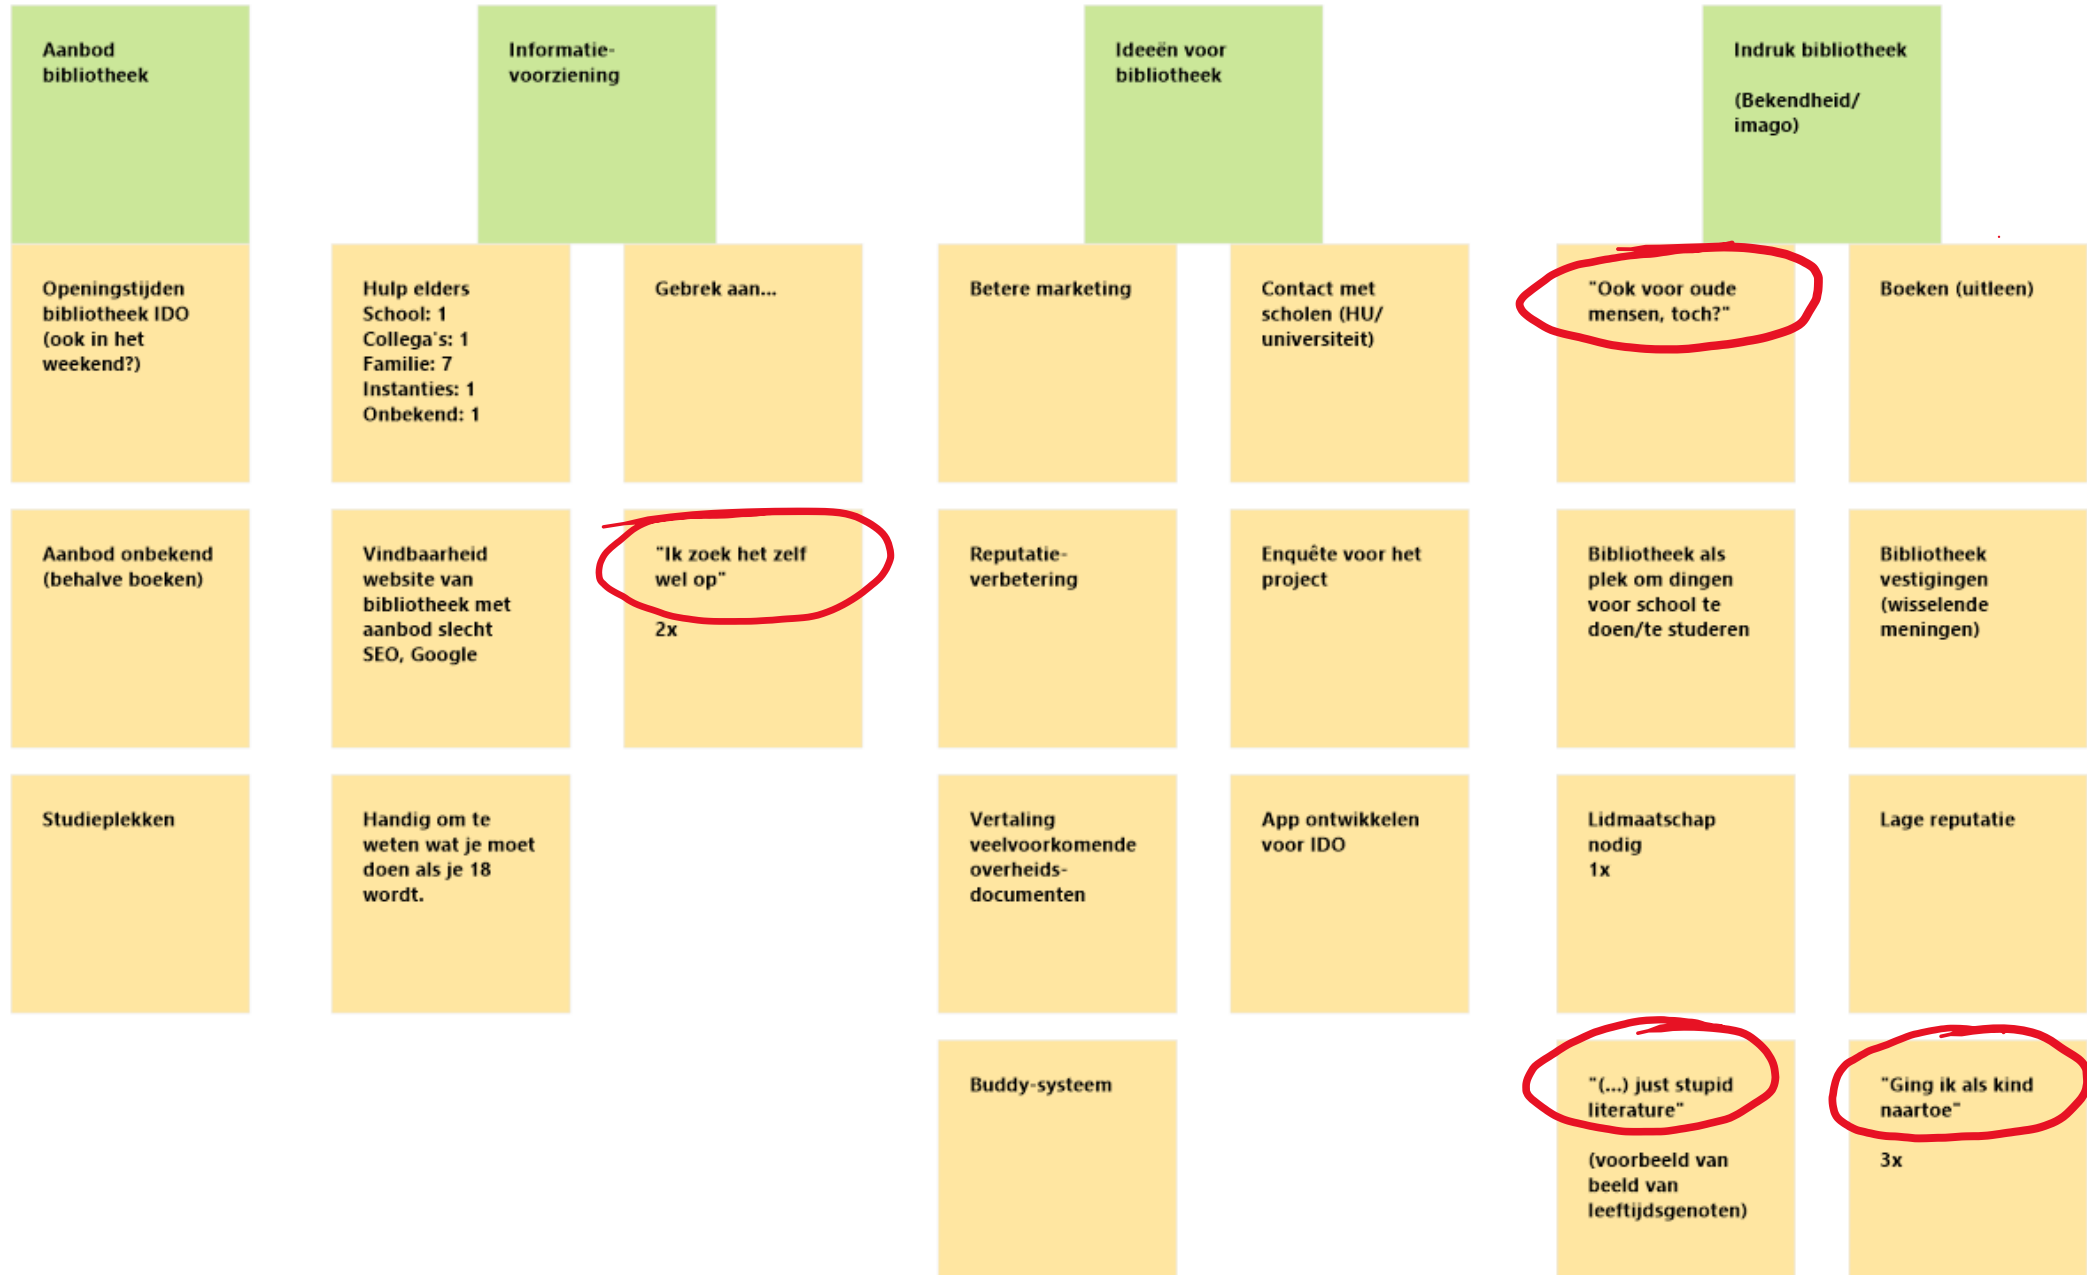 Aanbod
bibliotheek
Informatie-
voorziening
Ideeën voor
bibliotheek
Indruk bibliotheek
(Bekendheid/
imago)
Openingstijden
bibliotheek IDO
(ook in het
weekend?)
Hulp elders
School: 1
Collega's: 1
Familie: 7
Instanties: 1
Onbekend: 1
Gebrek aan...
Betere marketing
Contact met
scholen (HU/
universiteit)
"Ook voor oude
mensen, toch?"
Boeken (uitleen)
Aanbod onbekend
(behalve boeken)
Vindbaarheid
website van
bibliotheek met
aanbod slecht
SEO, Google
"Ik zoek het zelf
wel op"
2x
Reputatie-
verbetering
Enquête voor het
project
Bibliotheek als
plek om dingen
voor school te
doen/te studeren
Bibliotheek
vestigingen
(wisselende
meningen)
Studieplekken
Handig om te
weten wat je moet
doen als je 18
wordt.
Vertaling
veelvoorkomende
overheids-
documenten
App ontwikkelen
voor IDO
Lidmaatschap
nodig
1x
Lage reputatie
Buddy-systeem
"(...) just stupid
literature"
(voorbeeld van
beeld van
leeftijdsgenoten)
"Ging ik als kind
naartoe"
3x